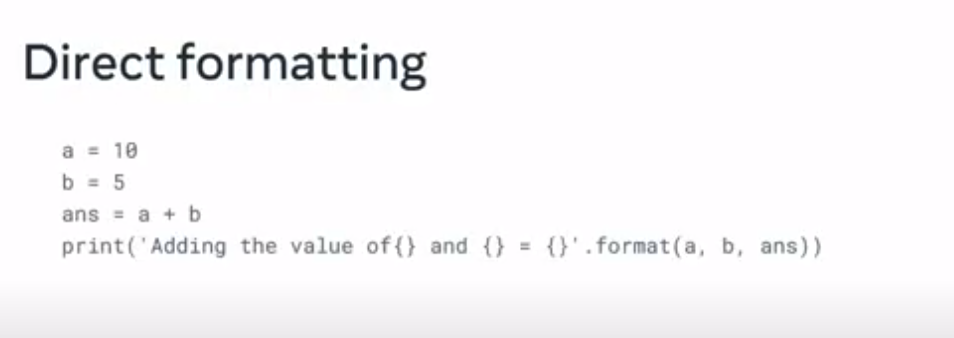 Direct formatting
a = 10
b = 5
ans = a + b
print('Adding the value of{} and {} = {}'.format(a, b, ans))